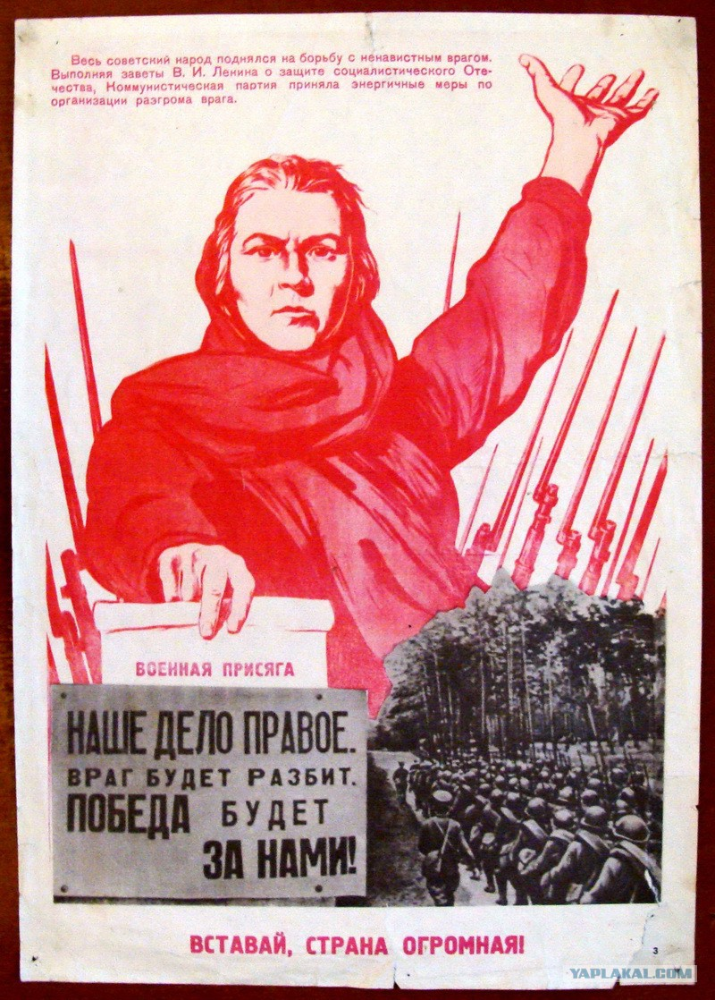 Весь советский народ поднялся на борьбу с ненавистным врагом.
Выполняя заветы В. И. Ленина о защите социалистического Оте-
чества, Коммунистическая партия приняла энергичные меры по
организации разгрома врага.
ВОЕННАЯ ПРИСЯГА
НАШЕ ДЕЛО ПРАВОЕ.
ВРАГ БУДЕТ РАЗБИТ.
ПОБЕДА БУДЕТ
ЗА НАМИ!
ВСТАВАЙ, СТРАНА ОГРОМНАЯ!
3
YAPLAKAL.COM